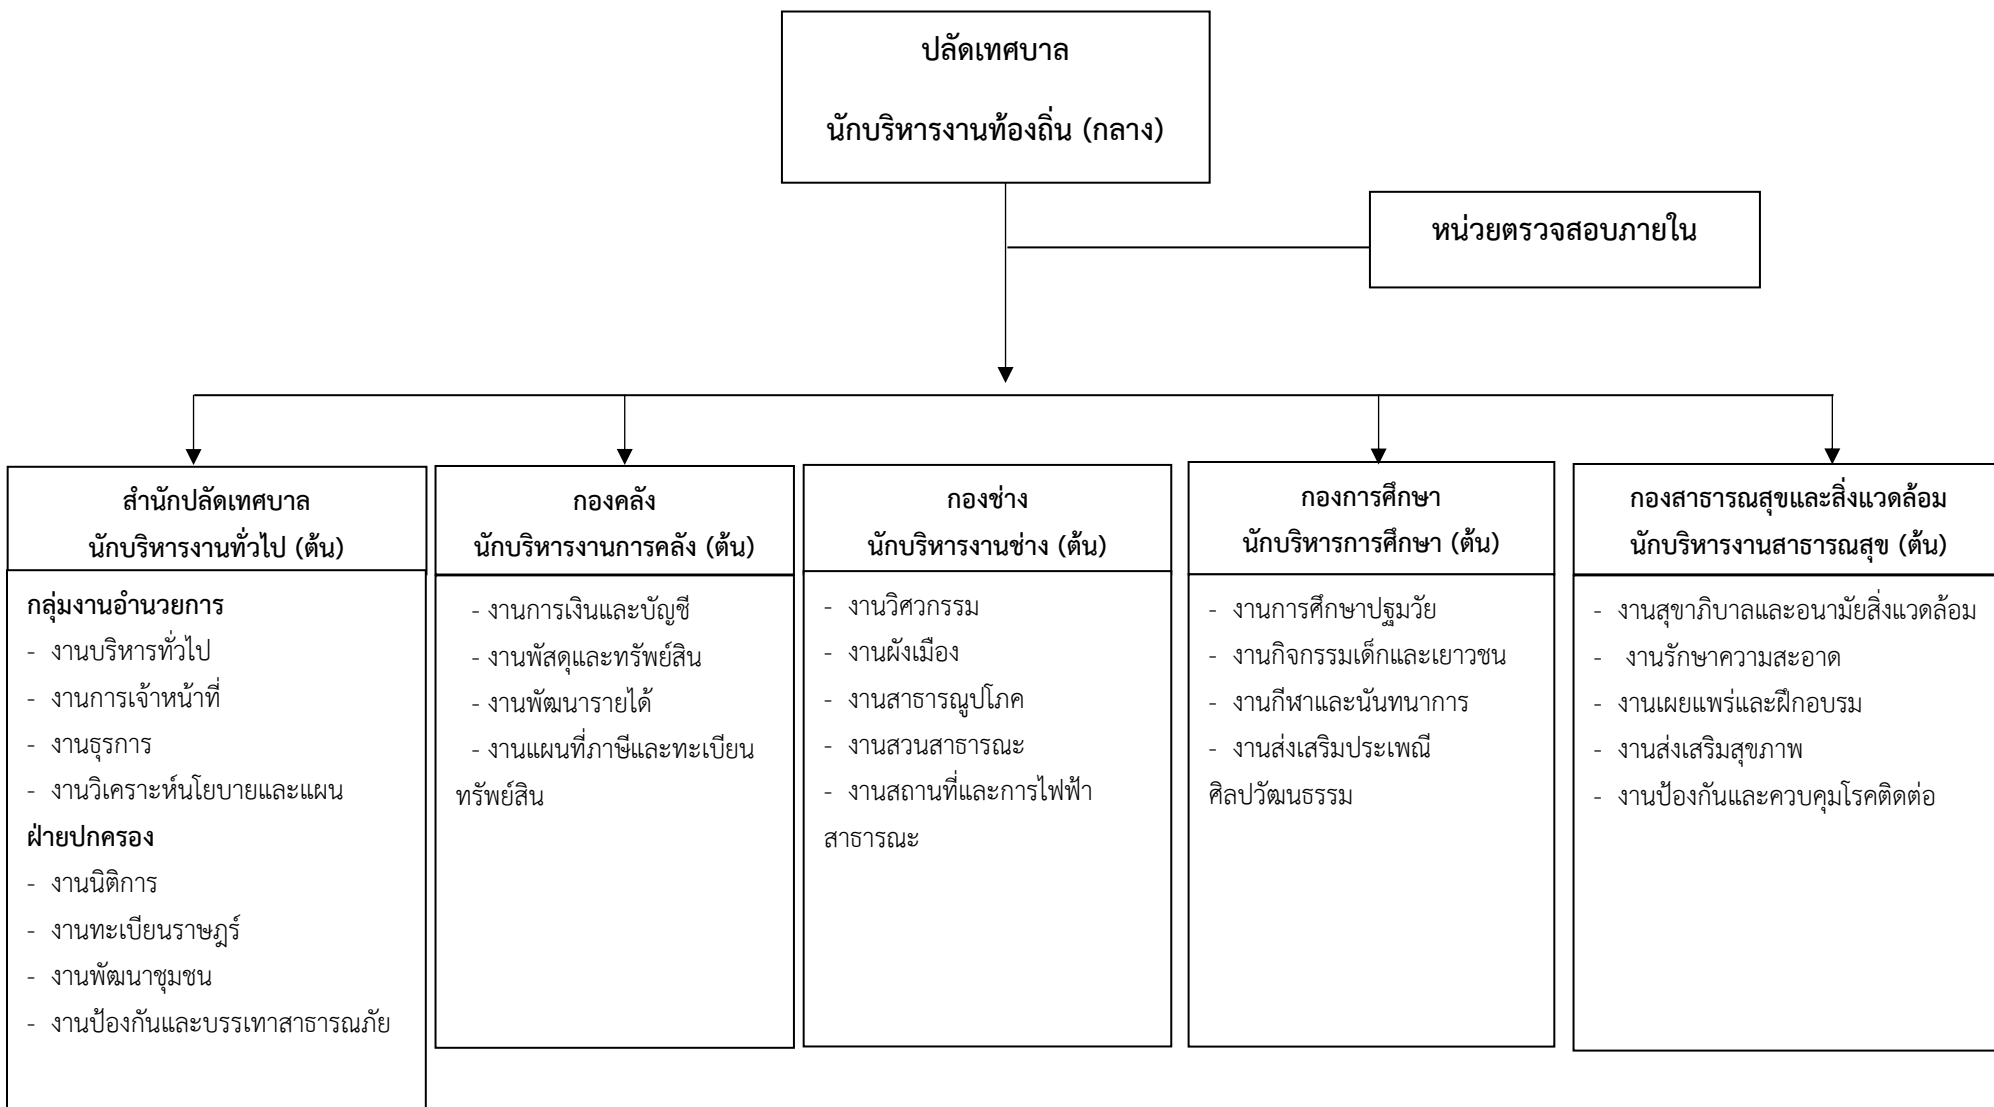 ปลัดเทศบาล
นักบริหารงานท้องถิ่น (กลาง)
หน่วยตรวจสอบภายใน
สำนักปลัดเทศบาล
นักบริหารงานทั่วไป (ต้น)
กลุ่มงานอำนวยการ
- งานบริหารทั่วไป
- งานการเจ้าหน้าที่
- งานธุรการ
- งานวิเคราะห์นโยบายและแผน
ฝ่ายปกครอง
- งานนิติการ
- งานทะเบียนราษฎร์
- งานพัฒนาชุมชน
- งานป้องกันและบรรเทาสาธารณภัย
กองคลัง
นักบริหารงานการคลัง (ต้น)
- งานการเงินและบัญชี
- งานพัสดุและทรัพย์สิน
- งานพัฒนารายได้
- งานแผนที่ภาษีและทะเบียน
ทรัพย์สิน
กองช่าง
นักบริหารงานช่าง (ต้น)
- งานวิศวกรรม
- งานผังเมือง
- งานสาธารณูปโภค
- งานสวนสาธารณะ
- งานสถานที่และการไฟฟ้า
สาธารณะ
กองการศึกษา
นักบริหารการศึกษา (ต้น)
- งานการศึกษาปฐมวัย
- งานกิจกรรมเด็กและเยาวชน
- งานกีฬาและนันทนาการ
- งานส่งเสริมประเพณี
ศิลปวัฒนธรรม
กองสาธารณสุขและสิ่งแวดล้อม
นักบริหารงานสาธารณสุข (ต้น)
- งานสุขาภิบาลและอนามัยสิ่งแวดล้อม
- งานรักษาความสะอาด
- งานเผยแพร่และฝึกอบรม
- งานส่งเสริมสุขภาพ
- งานป้องกันและควบคุมโรคติดต่อ